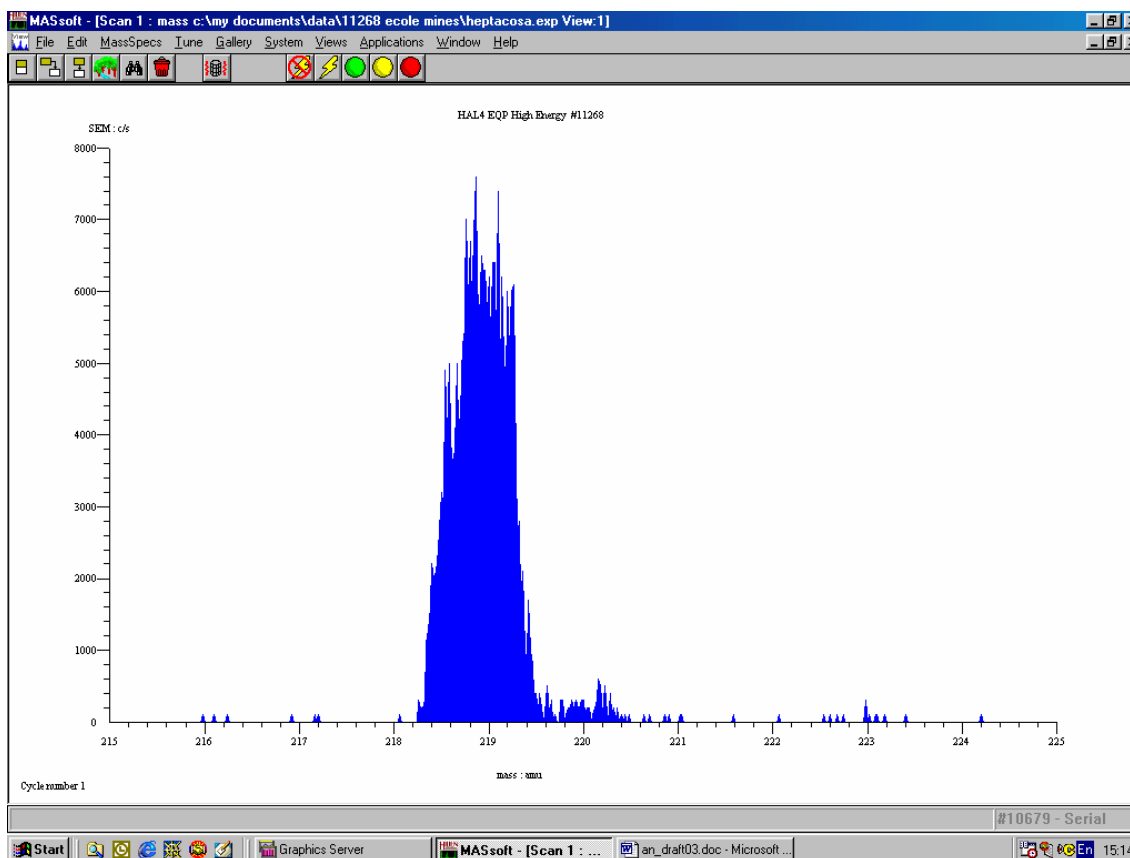 MASsoft - [Scan 1 : mass c:\my documents\data\11268 ecole mines\heptacosa.exp View:1]
File Edit MassSpecs Tune Gallery System Views Applications Window Help
HAL4 EQP High Energy #11268
SEM : c/s
8000
7000
6000
5000
4000
3000
2000
1000
0
215 216 217 218 219 220 221 222 223 224 225
mass : amu
Cycle number 1
#10679 - Serial
Start Graphics Server MASsoft - [Scan 1 : ... an_draft03.doc - Microsoft ... En 15:14